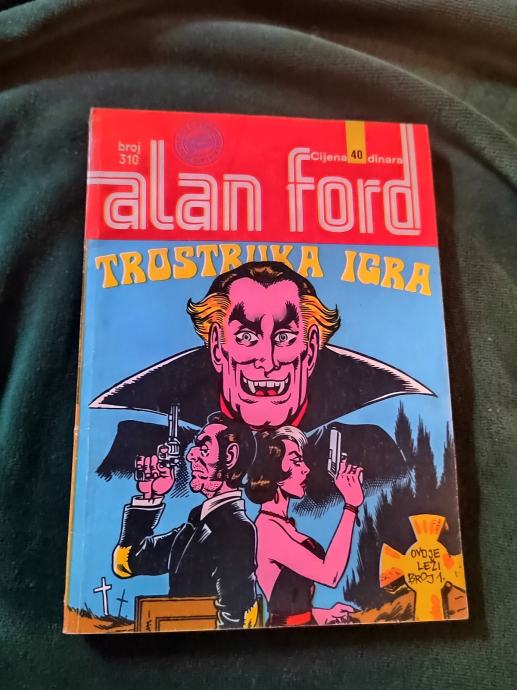 broj
310
Cijena 40 dinara
alan ford
TROSTRUKA IGRA
OVDJE
LEŽI
BROJ 1.